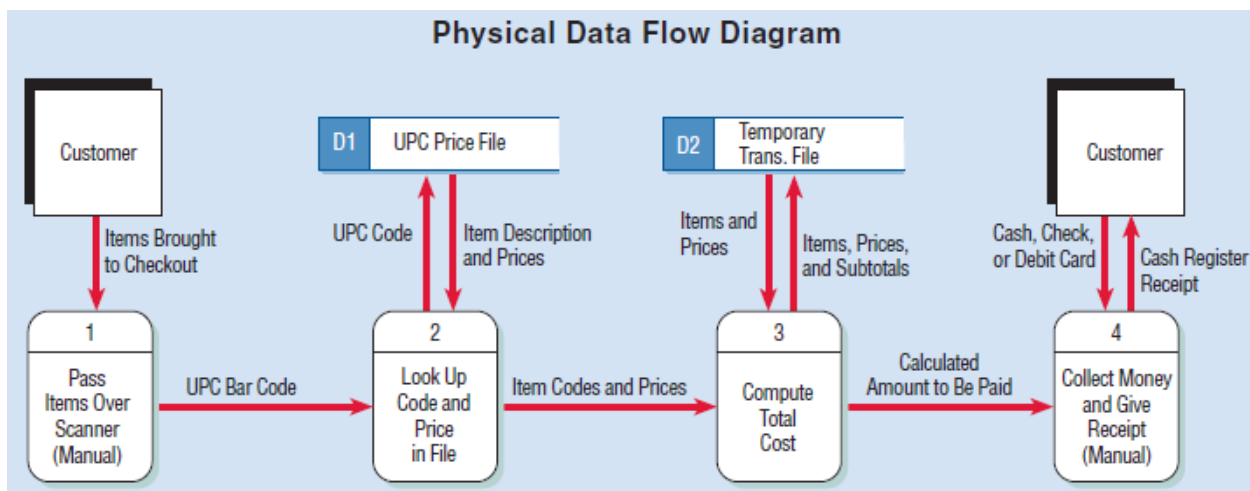 Physical Data Flow Diagram
Customer
D1
UPC Price File
D2
Temporary
Trans. File
Customer
Items Brought
to Checkout
UPC Code
Item Description
and Prices
Items and
Prices
Items, Prices,
and Subtotals
Cash, Check,
or Debit Card
Cash Register
Receipt
1
Pass
Items Over
Scanner
(Manual)
UPC Bar Code
2
Look Up
Code and
Price
in File
Item Codes and Prices
3
Compute
Total
Cost
Calculated
Amount to Be Paid
4
Collect Money
and Give
Receipt
(Manual)